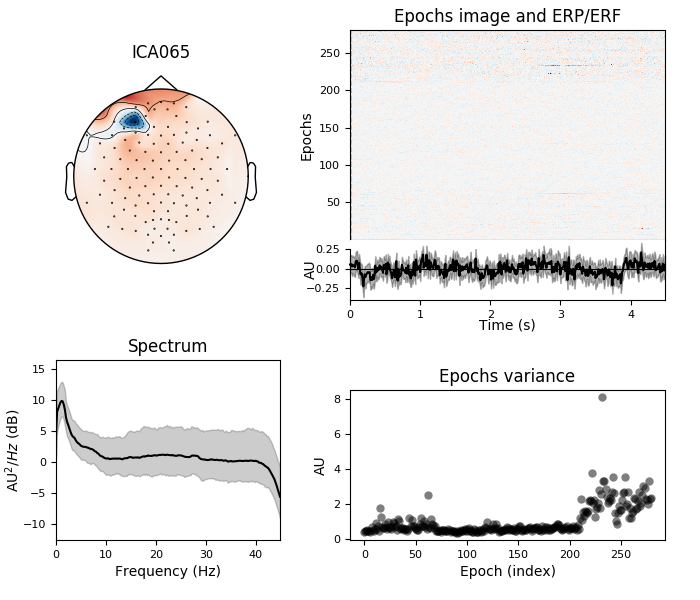 ICA065
Epochs image and ERP/ERF
Epochs
250
200
150
100
50
AU
0.25
0.00
−0.25
0 1 2 3 4
Time (s)
Spectrum
AU²/Hz (dB)
15
10
5
0
−5
−10
0 10 20 30 40
Frequency (Hz)
Epochs variance
AU
8
6
4
2
0
0 50 100 150 200 250
Epoch (index)